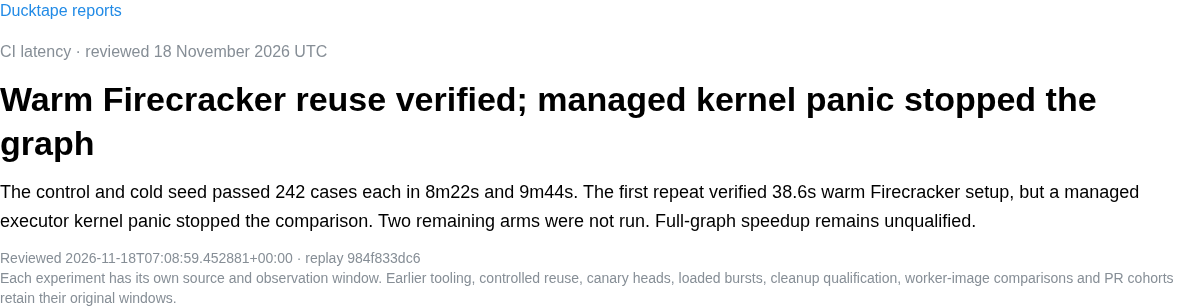 Ducktape reports
CI latency · reviewed 18 November 2026 UTC
Warm Firecracker reuse verified; managed kernel panic stopped the
graph
The control and cold seed passed 242 cases each in 8m22s and 9m44s. The first repeat verified 38.6s warm Firecracker setup, but a managed
executor kernel panic stopped the comparison. Two remaining arms were not run. Full-graph speedup remains unqualified.
Reviewed 2026-11-18T07:08:59.452881+00:00 · replay 984f833dc6
Each experiment has its own source and observation window. Earlier tooling, controlled reuse, canary heads, loaded bursts, cleanup qualification, worker-image comparisons and PR cohorts
retain their original windows.